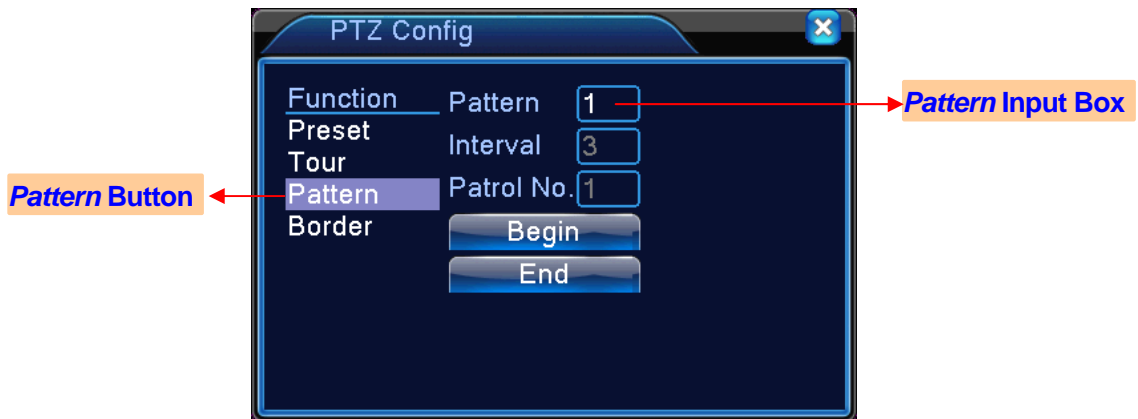 PTZ Config
Function
Pattern 1
Pattern Input Box
Preset
Interval 3
Tour
Pattern Button
Pattern
Patrol No. 1
Border
Begin
End